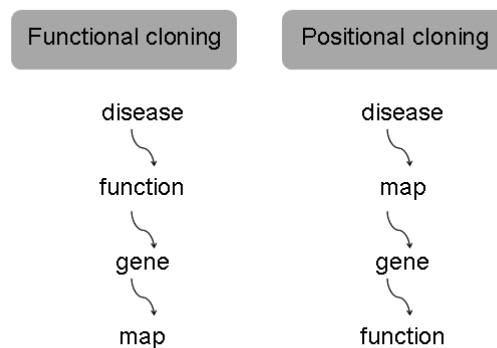 Functional cloning
disease
function
gene
map
Positional cloning
disease
map
gene
function